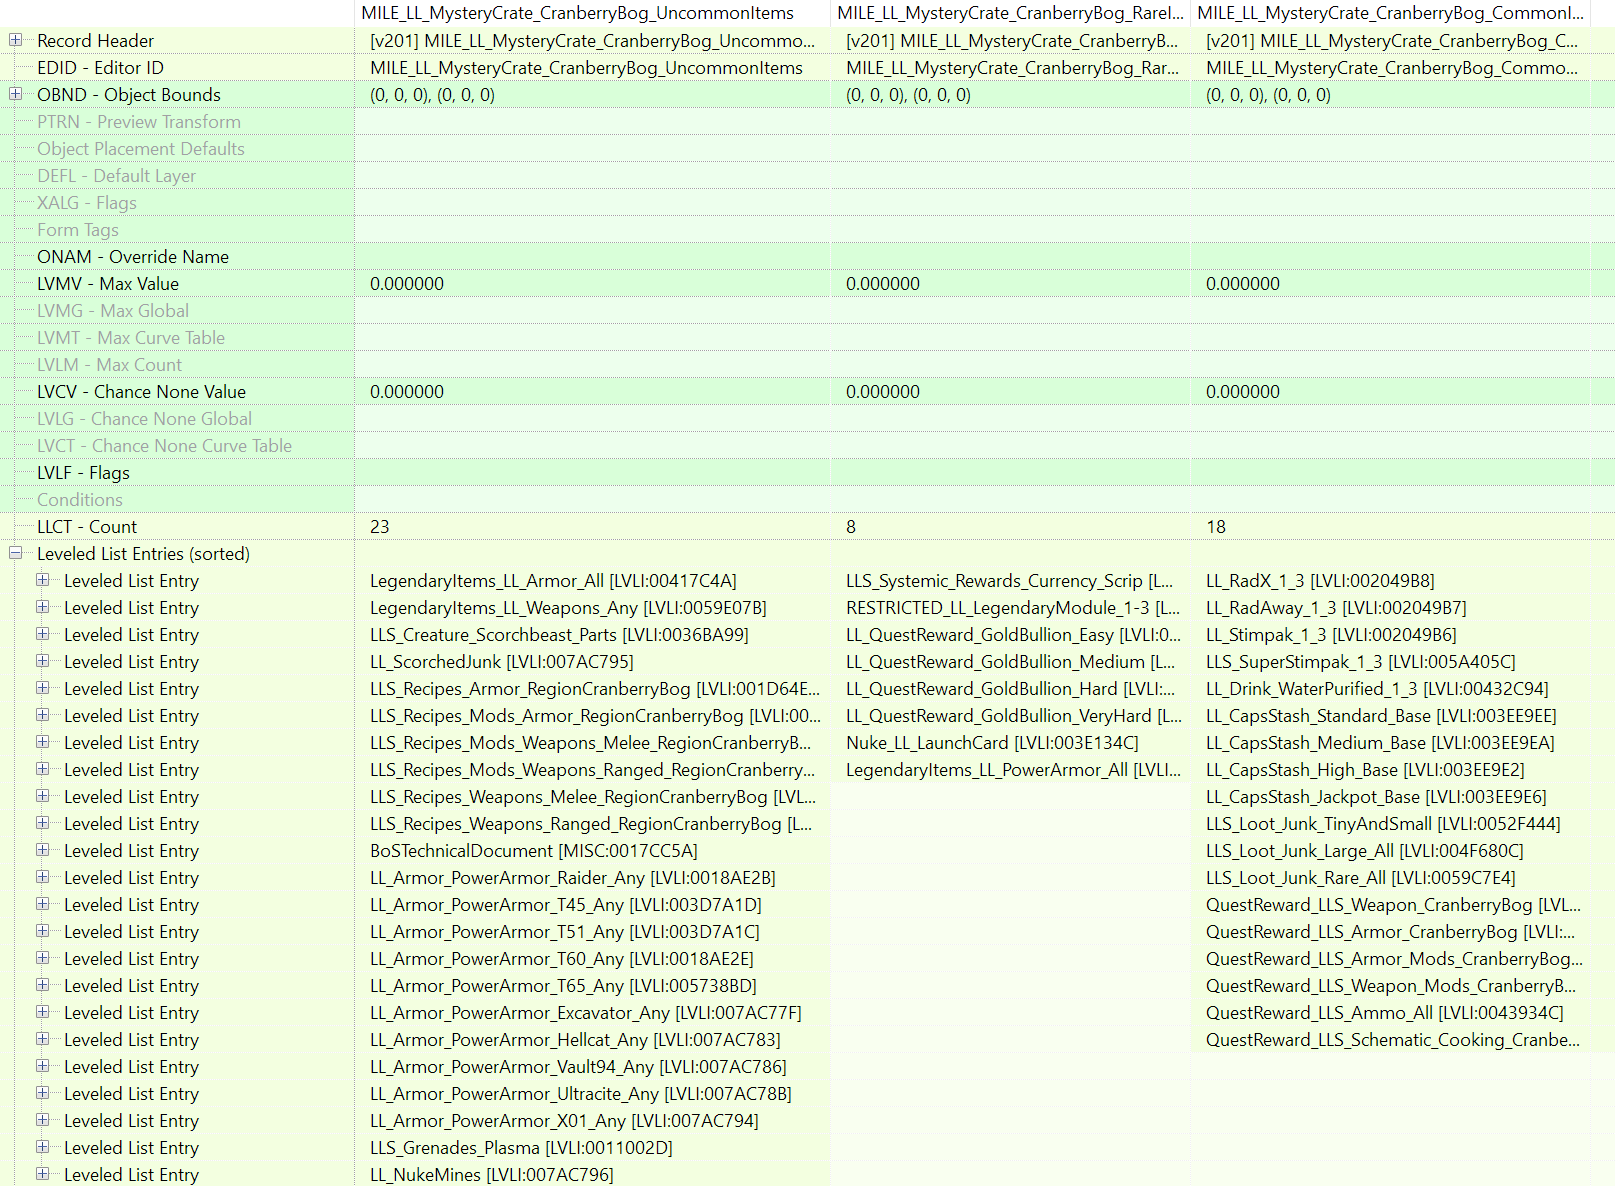 MILE_LL_MysteryCrate_CranberryBog_UncommonItems MILE_LL_MysteryCrate_CranberryBog_RareI... MILE_LL_MysteryCrate_CranberryBog_CommonI...
Record Header [v201] MILE_LL_MysteryCrate_CranberryBog_Uncommo... [v201] MILE_LL_MysteryCrate_CranberryB... [v201] MILE_LL_MysteryCrate_CranberryBog_C...
EDID - Editor ID MILE_LL_MysteryCrate_CranberryBog_UncommonItems MILE_LL_MysteryCrate_CranberryBog_Rar... MILE_LL_MysteryCrate_CranberryBog_Commo...
OBND - Object Bounds (0, 0, 0), (0, 0, 0) (0, 0, 0), (0, 0, 0) (0, 0, 0), (0, 0, 0)
PTRN - Preview Transform
Object Placement Defaults
DEFL - Default Layer
XALG - Flags
Form Tags
ONAM - Override Name
LVMV - Max Value 0.000000 0.000000 0.000000
LVMG - Max Global
LVMT - Max Curve Table
LVLM - Max Count
LVCV - Chance None Value 0.000000 0.000000 0.000000
LVLG - Chance None Global
LVCT - Chance None Curve Table
LVLF - Flags
Conditions
LLCT - Count 23 8 18
Leveled List Entries (sorted)
Leveled List Entry LegendaryItems_LL_Armor_All [LVLI:00417C4A] LLS_Systemic_Rewards_Currency_Scrip [L... LL_RadX_1_3 [LVLI:002049B8]
Leveled List Entry LegendaryItems_LL_Weapons_Any [LVLI:0059E07B] RESTRICTED_LL_LegendaryModule_1-3 [L... LL_RadAway_1_3 [LVLI:002049B7]
Leveled List Entry LLS_Creature_Scorchbeast_Parts [LVLI:0036BA99] LL_QuestReward_GoldBullion_Easy [LVLI:0... LL_Stimpak_1_3 [LVLI:002049B6]
Leveled List Entry LL_ScorchedJunk [LVLI:007AC795] LL_QuestReward_GoldBullion_Medium [L... LLS_SuperStimpak_1_3 [LVLI:005A405C]
Leveled List Entry LLS_Recipes_Armor_RegionCranberryBog [LVLI:001D64E... LL_QuestReward_GoldBullion_Hard [LVLI:... LL_Drink_WaterPurified_1_3 [LVLI:00432C94]
Leveled List Entry LLS_Recipes_Mods_Armor_RegionCranberryBog [LVLI:00... LL_QuestReward_GoldBullion_VeryHard [L... LL_CapsStash_Standard_Base [LVLI:003EE9EE]
Leveled List Entry LLS_Recipes_Mods_Weapons_Melee_RegionCranberryB... Nuke_LL_LaunchCard [LVLI:003E134C] LL_CapsStash_Medium_Base [LVLI:003EE9EA]
Leveled List Entry LLS_Recipes_Mods_Weapons_Ranged_RegionCranberry... LegendaryItems_LL_PowerArmor_All [LVLI... LL_CapsStash_High_Base [LVLI:003EE9E2]
Leveled List Entry LLS_Recipes_Weapons_Melee_RegionCranberryBog [LVL... LL_CapsStash_Jackpot_Base [LVLI:003EE9E6]
Leveled List Entry LLS_Recipes_Weapons_Ranged_RegionCranberryBog [L... LLS_Loot_Junk_TinyAndSmall [LVLI:0052F444]
Leveled List Entry BoSTechnicalDocument [MISC:0017CC5A] LLS_Loot_Junk_Large_All [LVLI:004F680C]
Leveled List Entry LL_Armor_PowerArmor_Raider_Any [LVLI:0018AE2B] LLS_Loot_Junk_Rare_All [LVLI:0059C7E4]
Leveled List Entry LL_Armor_PowerArmor_T45_Any [LVLI:003D7A1D] QuestReward_LLS_Weapon_CranberryBog [LVL...
Leveled List Entry LL_Armor_PowerArmor_T51_Any [LVLI:003D7A1C] QuestReward_LLS_Armor_CranberryBog [LVLI:...
Leveled List Entry LL_Armor_PowerArmor_T60_Any [LVLI:0018AE2E] QuestReward_LLS_Armor_Mods_CranberryBog...
Leveled List Entry LL_Armor_PowerArmor_T65_Any [LVLI:005738BD] QuestReward_LLS_Weapon_Mods_CranberryB...
Leveled List Entry LL_Armor_PowerArmor_Excavator_Any [LVLI:007AC77F] QuestReward_LLS_Ammo_All [LVLI:0043934C]
Leveled List Entry LL_Armor_PowerArmor_Hellcat_Any [LVLI:007AC783] QuestReward_LLS_Schematic_Cooking_Cranbe...
Leveled List Entry LL_Armor_PowerArmor_Vault94_Any [LVLI:007AC786]
Leveled List Entry LL_Armor_PowerArmor_Ultracite_Any [LVLI:007AC78B]
Leveled List Entry LL_Armor_PowerArmor_X01_Any [LVLI:007AC794]
Leveled List Entry LLS_Grenades_Plasma [LVLI:0011002D]
Leveled List Entry LL_NukeMines [LVLI:007AC796]